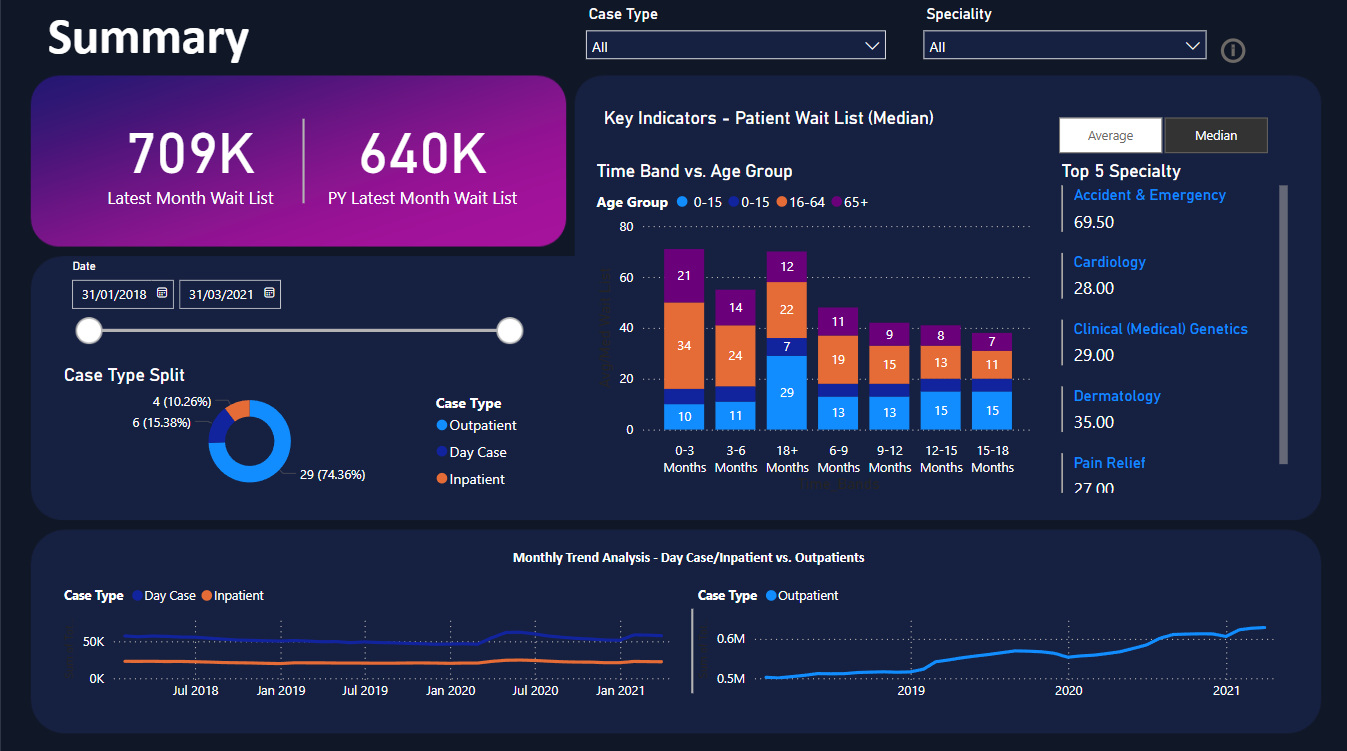 Summary
Case Type
All
Speciality
All
709K
Latest Month Wait List
640K
PY Latest Month Wait List
Key Indicators - Patient Wait List (Median)
Average
Median
Time Band vs. Age Group
Age Group 0-15 0-15 16-64 65+
80
60
40
20
0
21
34
10
14
24
11
12
22
7
29
11
19
13
9
15
13
8
13
15
7
11
15
0-3 Months
3-6 Months
18+ Months
6-9 Months
9-12 Months
12-15 Months
15-18 Months
Top 5 Specialty
Accident & Emergency
69.50
Cardiology
28.00
Clinical (Medical) Genetics
29.00
Dermatology
35.00
Pain Relief
27.00
Date
31/01/2018
31/03/2021
Case Type Split
4 (10.26%)
6 (15.38%)
29 (74.36%)
Case Type
Outpatient
Day Case
Inpatient
Monthly Trend Analysis - Day Case/Inpatient vs. Outpatients
Case Type Day Case Inpatient
50K
0K
Jul 2018 Jan 2019 Jul 2019 Jan 2020 Jul 2020 Jan 2021
Case Type Outpatient
0.6M
0.5M
2019 2020 2021